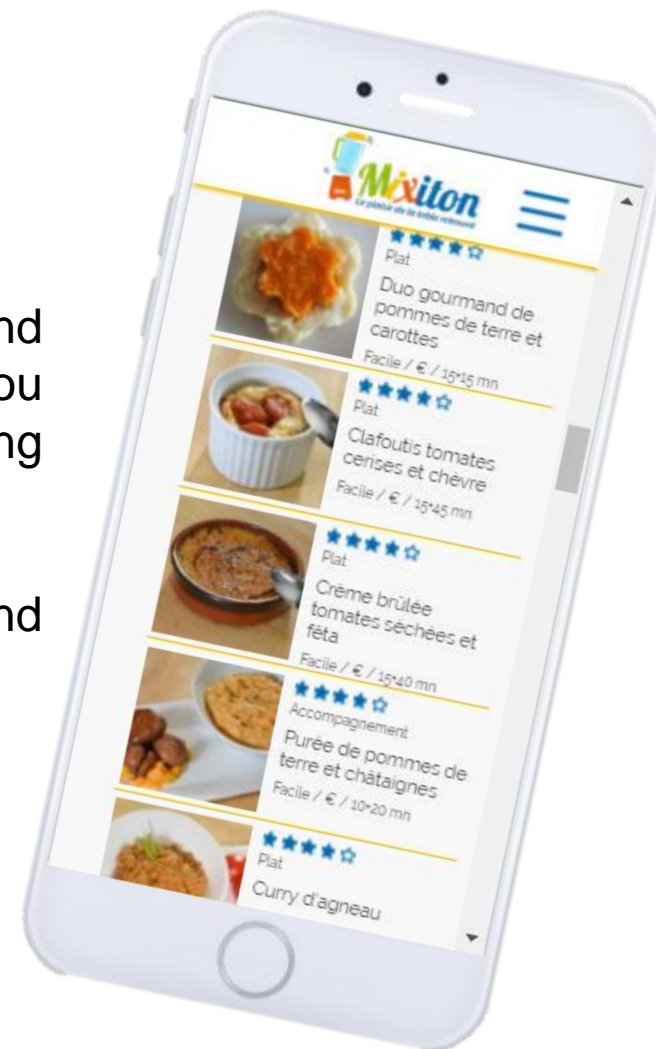 nd
ou
ng
nd
Mixiton
Le plaisir de la table retrouvé
Plat
Duo gourmand de
pommes de terre et
carottes
Facile / € / 15+15 mn
Plat
Clafoutis tomates
cerises et chèvre
Facile / € / 15+45 mn
Plat
Crème brûlée
tomates séchées et
fêta
Facile / € / 15+40 mn
Accompagnement
Purée de pommes de
terre et châtaignes
Facile / € / 10+20 mn
Plat
Curry d'agneau